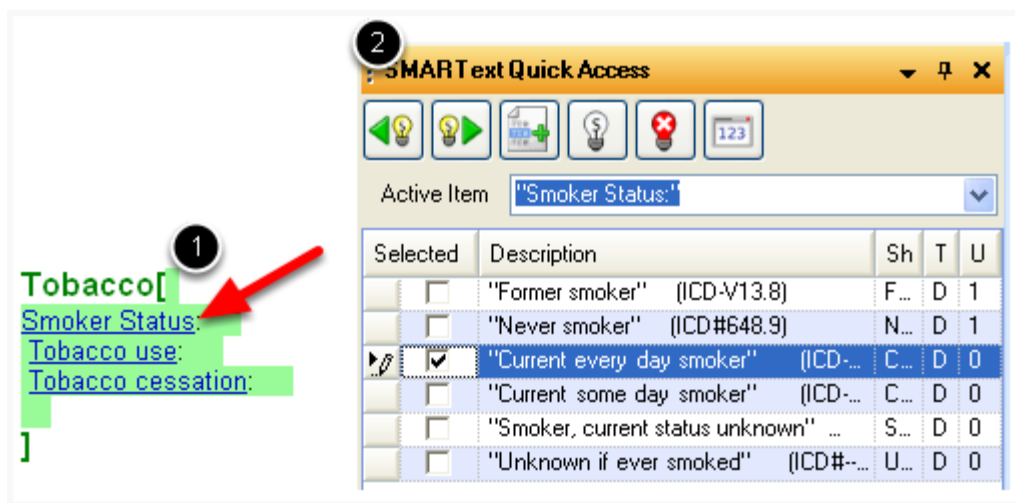 1
Tobacco[
Smoker Status:
Tobacco use:
Tobacco cessation:
]
2
SMARText Quick Access
123
Active Item "Smoker Status:"
Selected Description Sh T U
"Former smoker" (ICD-V13.8) F... D 1
"Never smoker" (ICD#648.9) N... D 1
"Current every day smoker" (ICD-... C... D 0
"Current some day smoker" (ICD-... C... D 0
"Smoker, current status unknown" ... S... D 0
"Unknown if ever smoked" (ICD#--... U... D 0